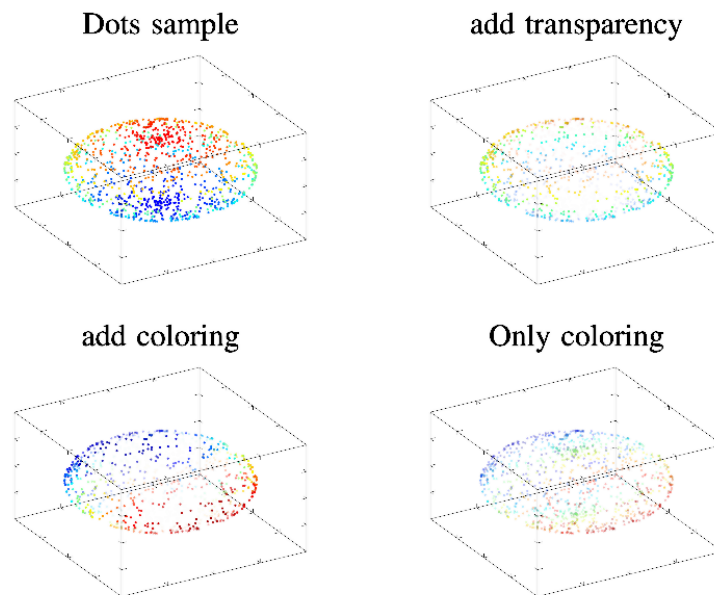 Dots sample
add transparency
add coloring
Only coloring